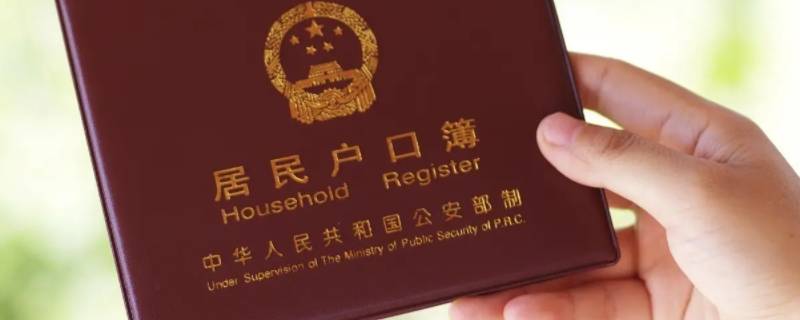 居民户口簿
Household Register
中华人民共和国公安部制
Under Supervision of The Ministry of Public Security of P.R.C.